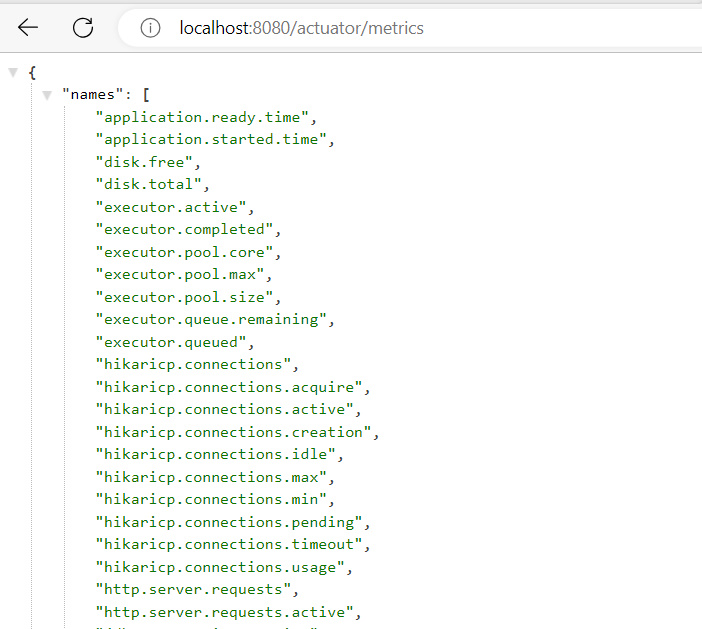 localhost:8080/actuator/metrics
{
"names": [
"application.ready.time",
"application.started.time",
"disk.free",
"disk.total",
"executor.active",
"executor.completed",
"executor.pool.core",
"executor.pool.max",
"executor.pool.size",
"executor.queue.remaining",
"executor.queued",
"hikaricp.connections",
"hikaricp.connections.acquire",
"hikaricp.connections.active",
"hikaricp.connections.creation",
"hikaricp.connections.idle",
"hikaricp.connections.max",
"hikaricp.connections.min",
"hikaricp.connections.pending",
"hikaricp.connections.timeout",
"hikaricp.connections.usage",
"http.server.requests",
"http.server.requests.active",